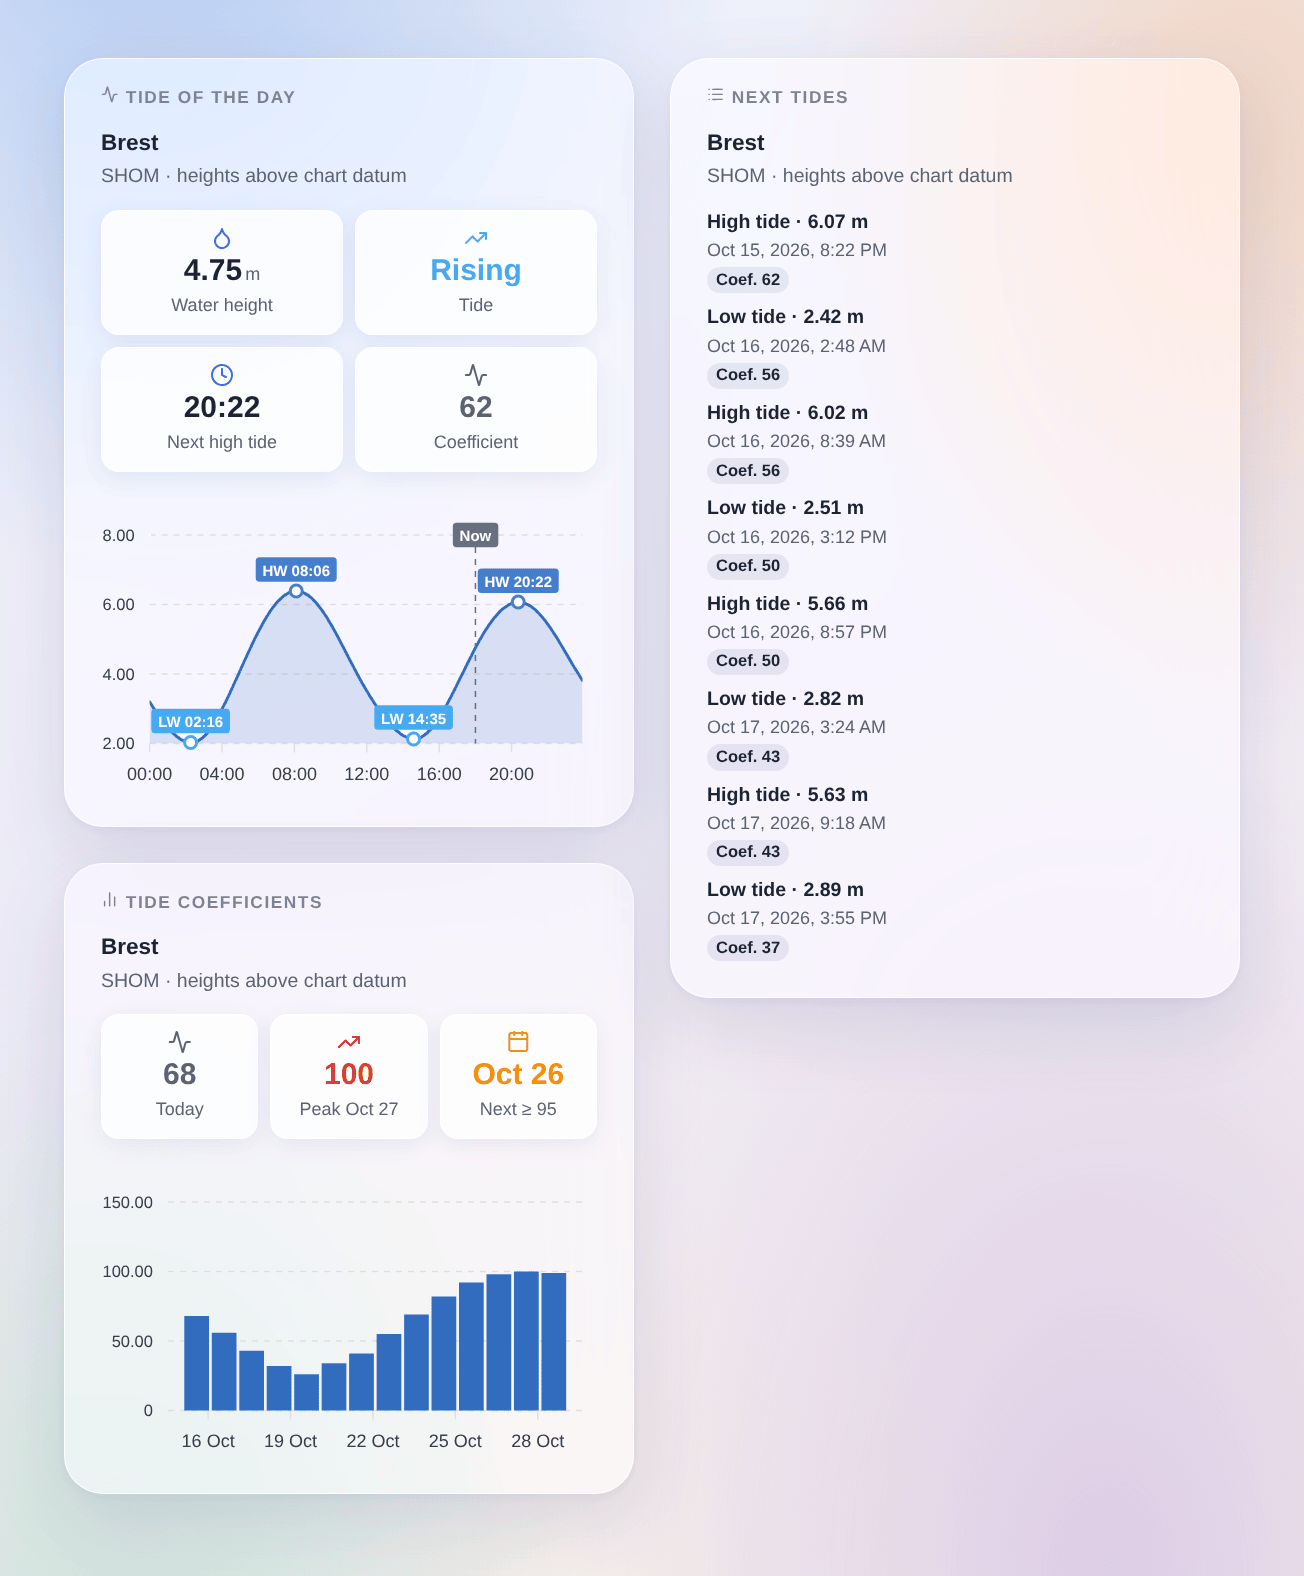 TIDE OF THE DAY
Brest
SHOM · heights above chart datum
4.75 m
Water height
Rising
Tide
20:22
Next high tide
62
Coefficient
8.00
6.00
4.00
2.00
Now
HW 08:06
HW 20:22
LW 02:16
LW 14:35
00:00 04:00 08:00 12:00 16:00 20:00
TIDE COEFFICIENTS
Brest
SHOM · heights above chart datum
68
Today
100
Peak Oct 27
Oct 26
Next ≥ 95
150.00
100.00
50.00
0
16 Oct 19 Oct 22 Oct 25 Oct 28 Oct
NEXT TIDES
Brest
SHOM · heights above chart datum
High tide · 6.07 m
Oct 15, 2026, 8:22 PM
Coef. 62
Low tide · 2.42 m
Oct 16, 2026, 2:48 AM
Coef. 56
High tide · 6.02 m
Oct 16, 2026, 8:39 AM
Coef. 56
Low tide · 2.51 m
Oct 16, 2026, 3:12 PM
Coef. 50
High tide · 5.66 m
Oct 16, 2026, 8:57 PM
Coef. 50
Low tide · 2.82 m
Oct 17, 2026, 3:24 AM
Coef. 43
High tide · 5.63 m
Oct 17, 2026, 9:18 AM
Coef. 43
Low tide · 2.89 m
Oct 17, 2026, 3:55 PM
Coef. 37